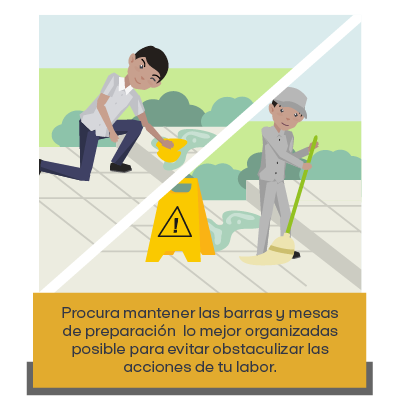 !
Procura mantener las barras y mesas
de preparación lo mejor organizadas
posible para evitar obstaculizar las
acciones de tu labor.